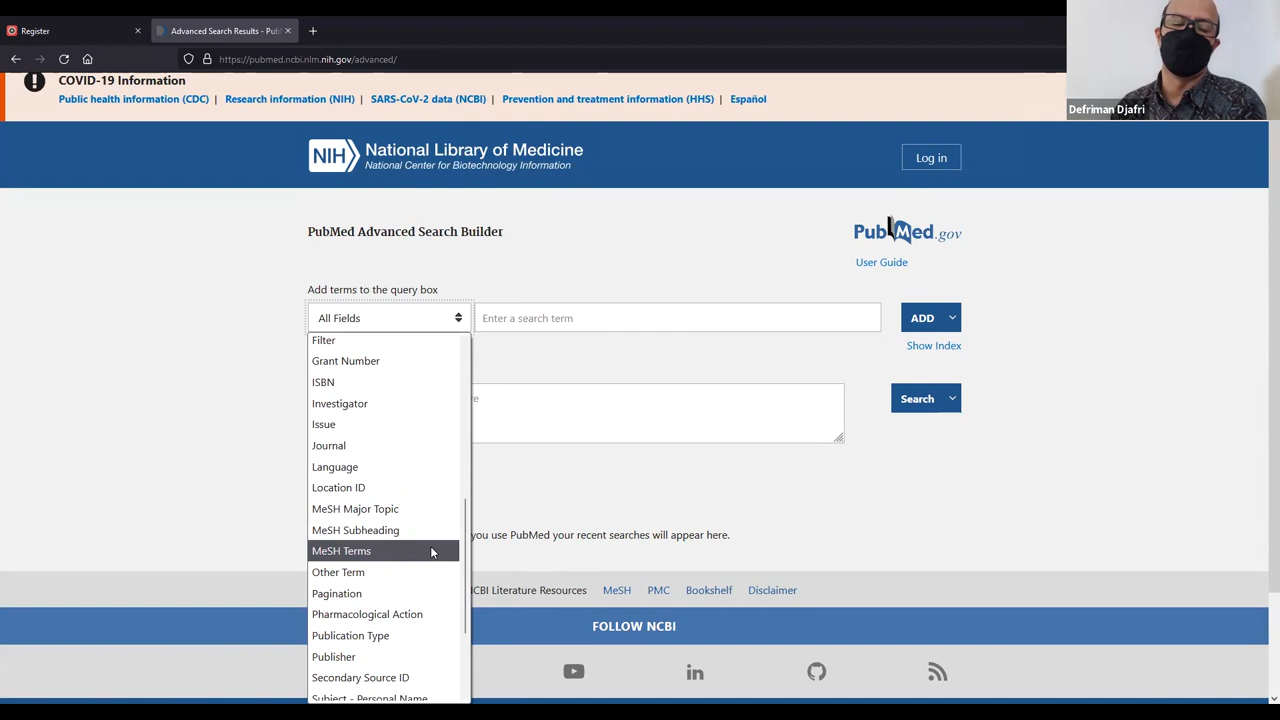 Register
Advanced Search Results - Pub
https://pubmed.ncbi.nlm.nih.gov/advanced/
Defriman Djafri
COVID-19 Information
Public health information (CDC) | Research information (NIH) | SARS-CoV-2 data (NCBI) | Prevention and treatment information (HHS) | Español
NIH National Library of Medicine
National Center for Biotechnology Information
Log in
PubMed Advanced Search Builder
PubMed.gov
User Guide
Add terms to the query box
All Fields
Enter a search term
ADD
Show Index
Filter
Grant Number
ISBN
Investigator
Issue
Journal
Language
Location ID
MeSH Major Topic
MeSH Subheading
MeSH Terms
Other Term
Pagination
Pharmacological Action
Publication Type
Publisher
Secondary Source ID
Subject - Personal Name
Search
you use PubMed your recent searches will appear here.
NCBI Literature Resources MeSH PMC Bookshelf Disclaimer
FOLLOW NCBI